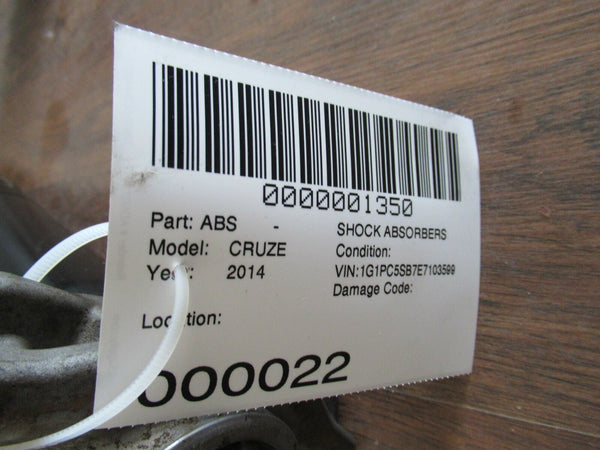 0000001350
Part: ABS - SHOCK ABSORBERS
Model: CRUZE Condition:
Year: 2014 VIN:1G1PC5SB7E7103599
Damage Code:
Location:
000022